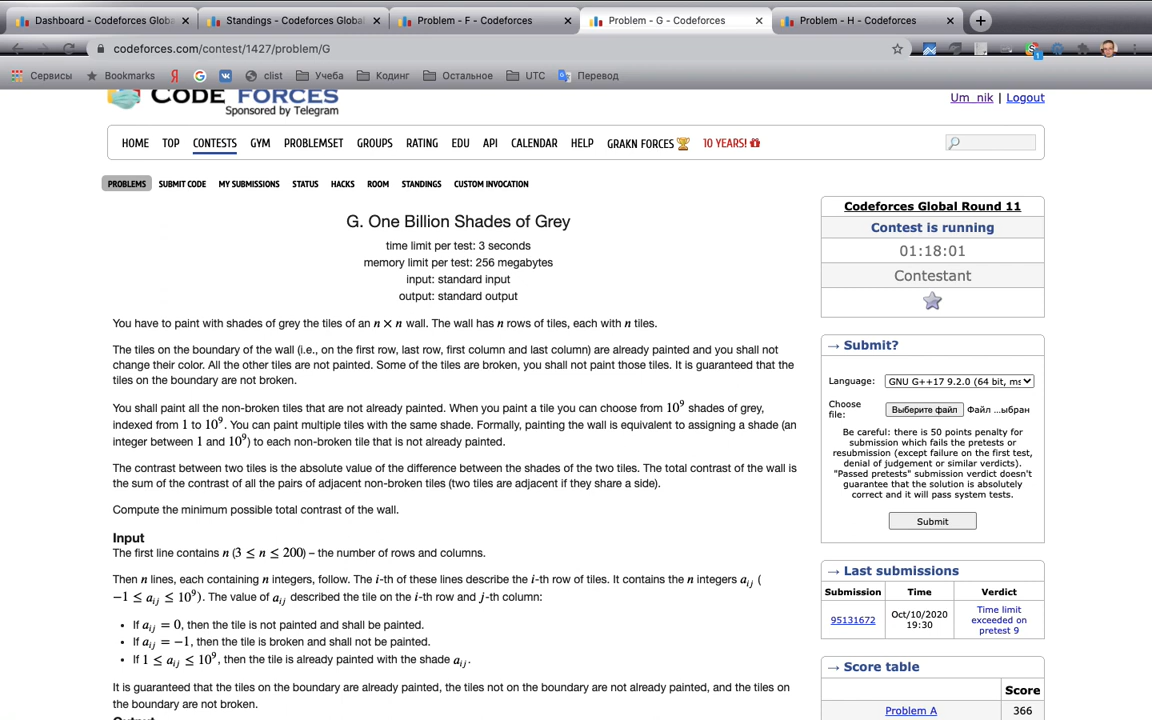 Dashboard - Codeforces Globa
Standings - Codeforces Global
Problem - F - Codeforces
Problem - G - Codeforces
Problem - H - Codeforces
codeforces.com/contest/1427/problem/G
Сервисы
Bookmarks
Я
G
clist
Учеба
Кодинг
Остальное
UTC
Перевод
CODE FORCES
Sponsored by Telegram
Um_nik | Logout
HOME TOP CONTESTS GYM PROBLEMSET GROUPS RATING EDU API CALENDAR HELP GRAKN FORCES 10 YEARS!
PROBLEMS SUBMIT CODE MY SUBMISSIONS STATUS HACKS ROOM STANDINGS CUSTOM INVOCATION
G. One Billion Shades of Grey
time limit per test: 3 seconds
memory limit per test: 256 megabytes
input: standard input
output: standard output
You have to paint with shades of grey the tiles of an n × n wall. The wall has n rows of tiles, each with n tiles.
The tiles on the boundary of the wall (i.e., on the first row, last row, first column and last column) are already painted and you shall not
change their color. All the other tiles are not painted. Some of the tiles are broken, you shall not paint those tiles. It is guaranteed that the
tiles on the boundary are not broken.
You shall paint all the non-broken tiles that are not already painted. When you paint a tile you can choose from 10⁹ shades of grey,
indexed from 1 to 10⁹. You can paint multiple tiles with the same shade. Formally, painting the wall is equivalent to assigning a shade (an
integer between 1 and 10⁹) to each non-broken tile that is not already painted.
The contrast between two tiles is the absolute value of the difference between the shades of the two tiles. The total contrast of the wall is
the sum of the contrast of all the pairs of adjacent non-broken tiles (two tiles are adjacent if they share a side).
Compute the minimum possible total contrast of the wall.
Input
The first line contains n (3 ≤ n ≤ 200) – the number of rows and columns.
Then n lines, each containing n integers, follow. The i-th of these lines describe the i-th row of tiles. It contains the n integers aᵢⱼ (
−1 ≤ aᵢⱼ ≤ 10⁹). The value of aᵢⱼ described the tile on the i-th row and j-th column:
• If aᵢⱼ = 0, then the tile is not painted and shall be painted.
• If aᵢⱼ = −1, then the tile is broken and shall not be painted.
• If 1 ≤ aᵢⱼ ≤ 10⁹, then the tile is already painted with the shade aᵢⱼ.
It is guaranteed that the tiles on the boundary are already painted, the tiles not on the boundary are not already painted, and the tiles on
the boundary are not broken.
Output
Codeforces Global Round 11
Contest is running
01:18:01
Contestant
→ Submit?
Language:
GNU G++17 9.2.0 (64 bit, ms
Choose
file:
Выберите файл
Файл ...ыбран
Be careful: there is 50 points penalty for
submission which fails the pretests or
resubmission (except failure on the first test,
denial of judgement or similar verdicts).
"Passed pretests" submission verdict doesn't
guarantee that the solution is absolutely
correct and it will pass system tests.
Submit
→ Last submissions
Submission Time Verdict
95131672
Oct/10/2020
19:30
Time limit
exceeded on
pretest 9
→ Score table
Score
Problem A 366